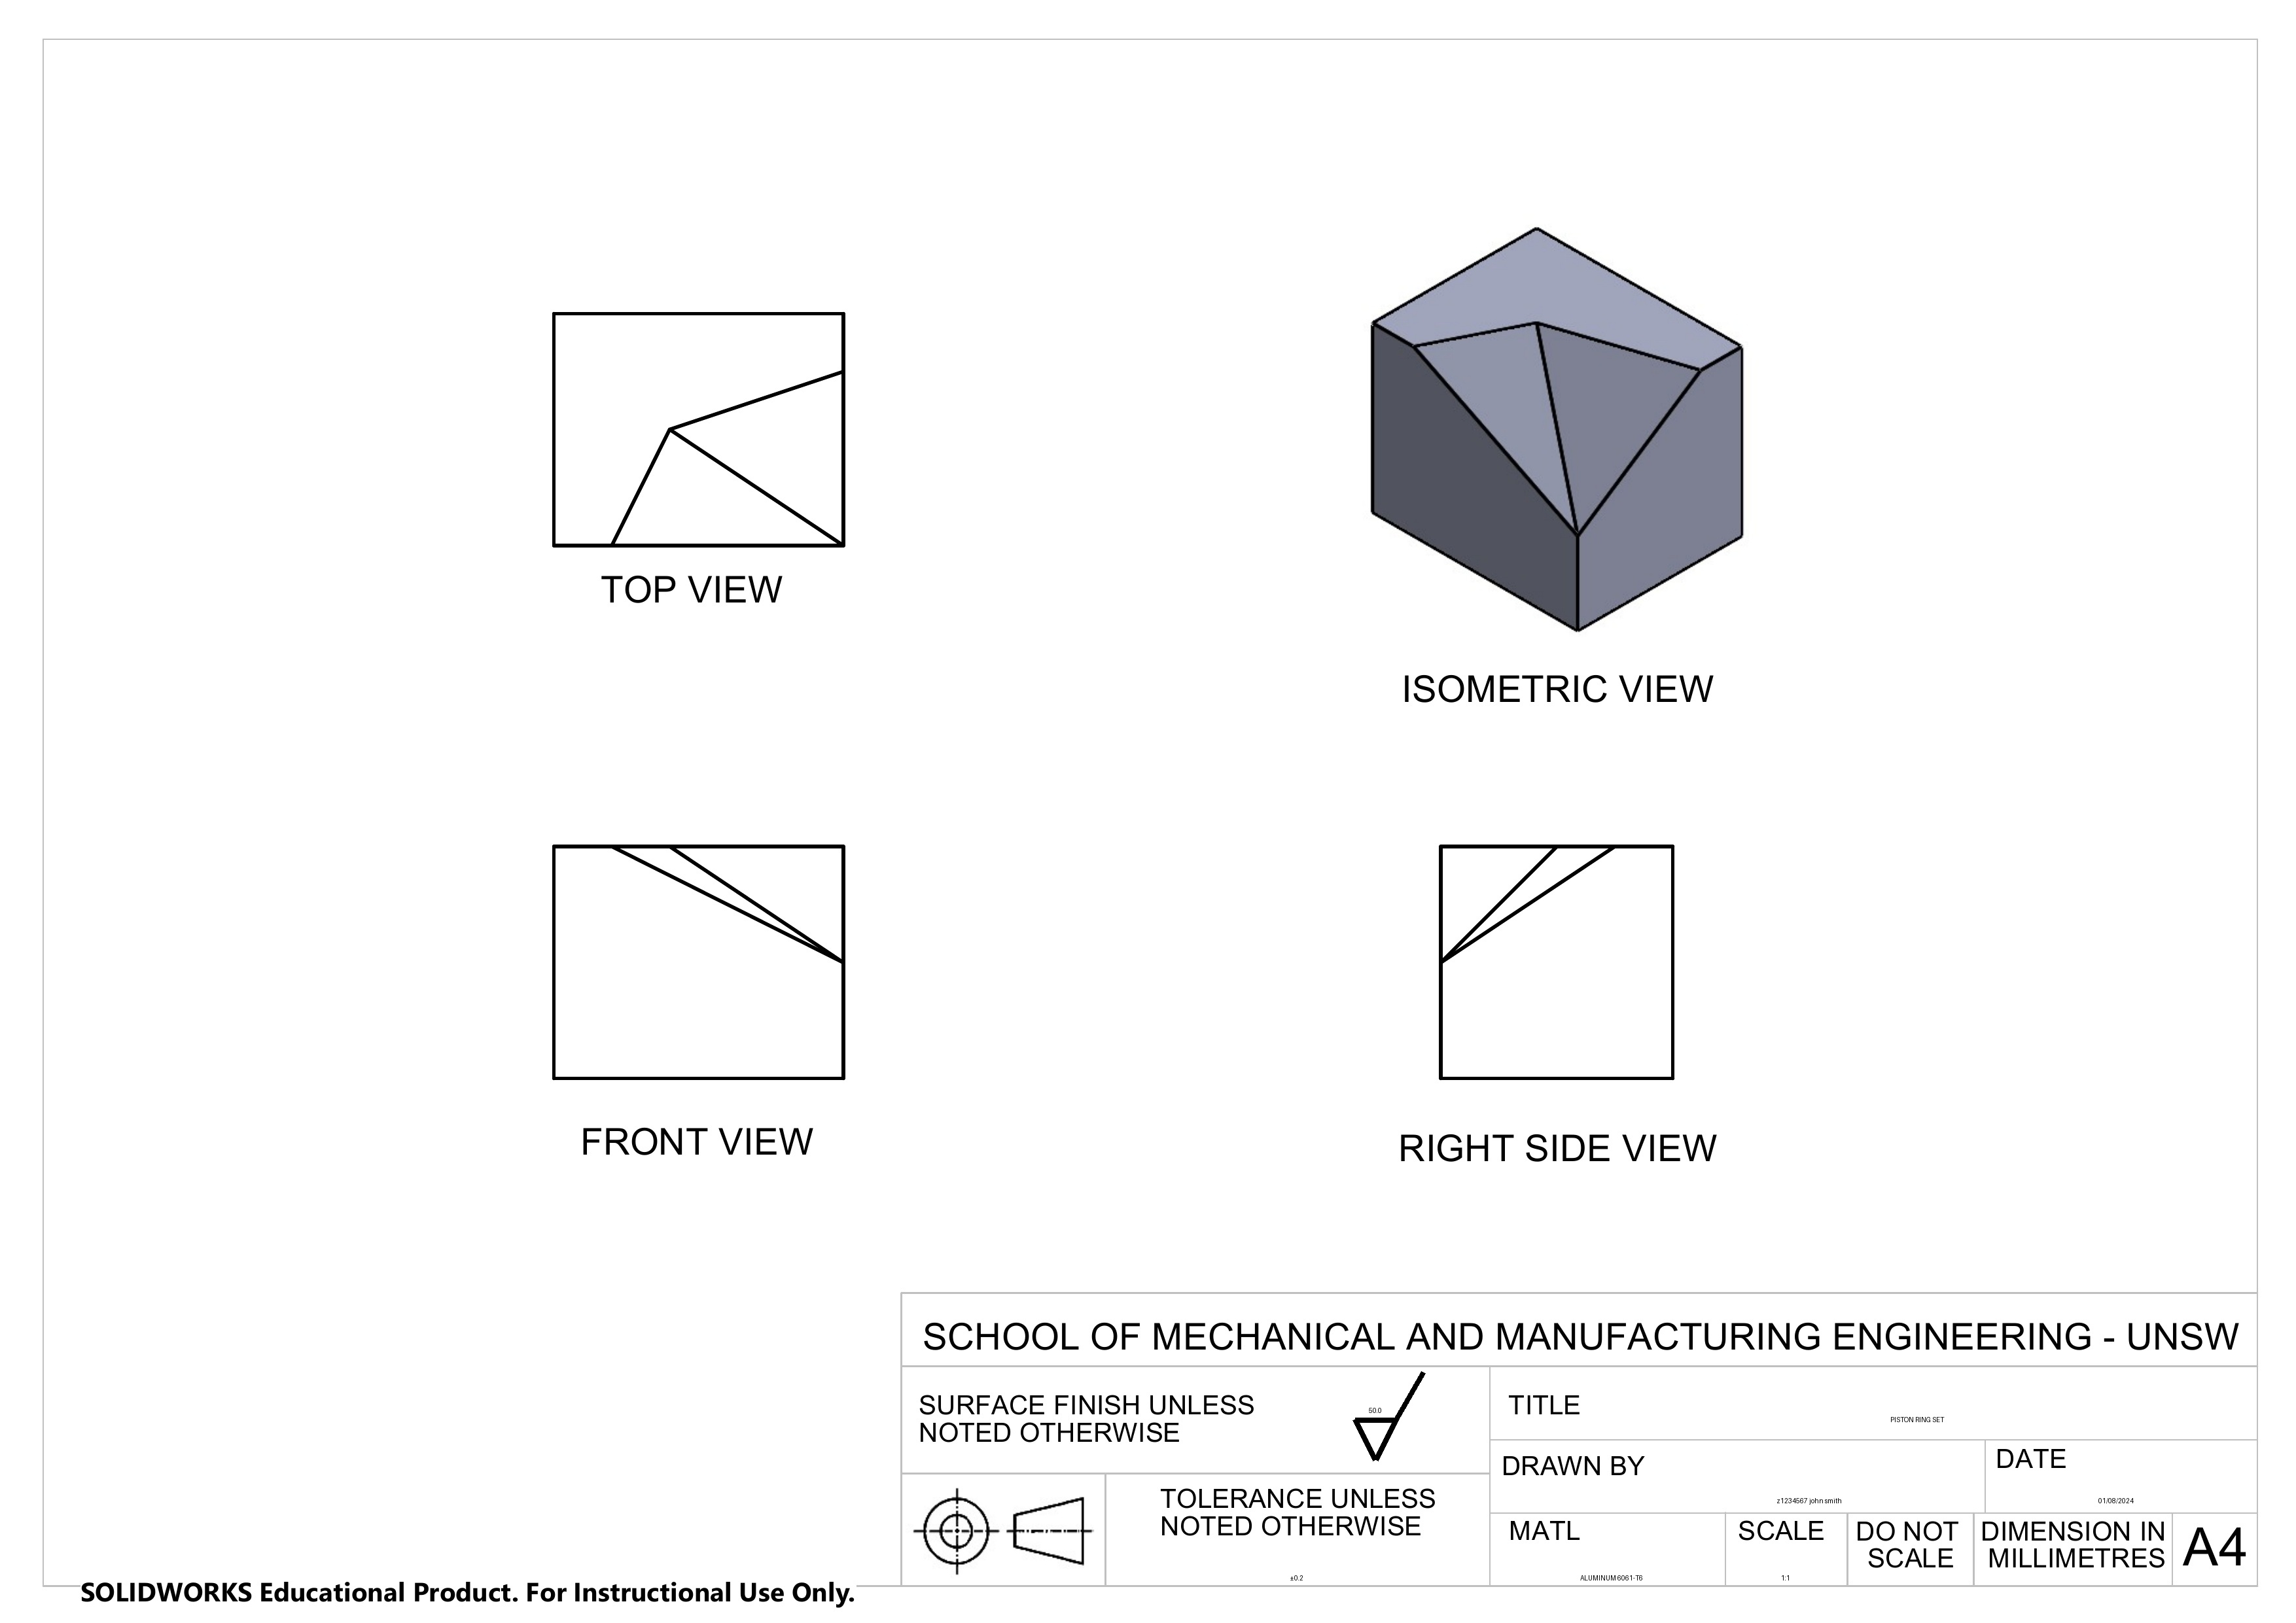 TOP VIEW
ISOMETRIC VIEW
FRONT VIEW
RIGHT SIDE VIEW
SCHOOL OF MECHANICAL AND MANUFACTURING ENGINEERING - UNSW
SURFACE FINISH UNLESS
NOTED OTHERWISE
50.0
TITLE
PISTON RING SET
DRAWN BY
z1234567 john smith
DATE
01/08/2024
TOLERANCE UNLESS
NOTED OTHERWISE
±0.2
MATL
ALUMINUM 6061-T6
SCALE
1:1
DO NOT
SCALE
DIMENSION IN
MILLIMETRES
A4
SOLIDWORKS Educational Product. For Instructional Use Only.